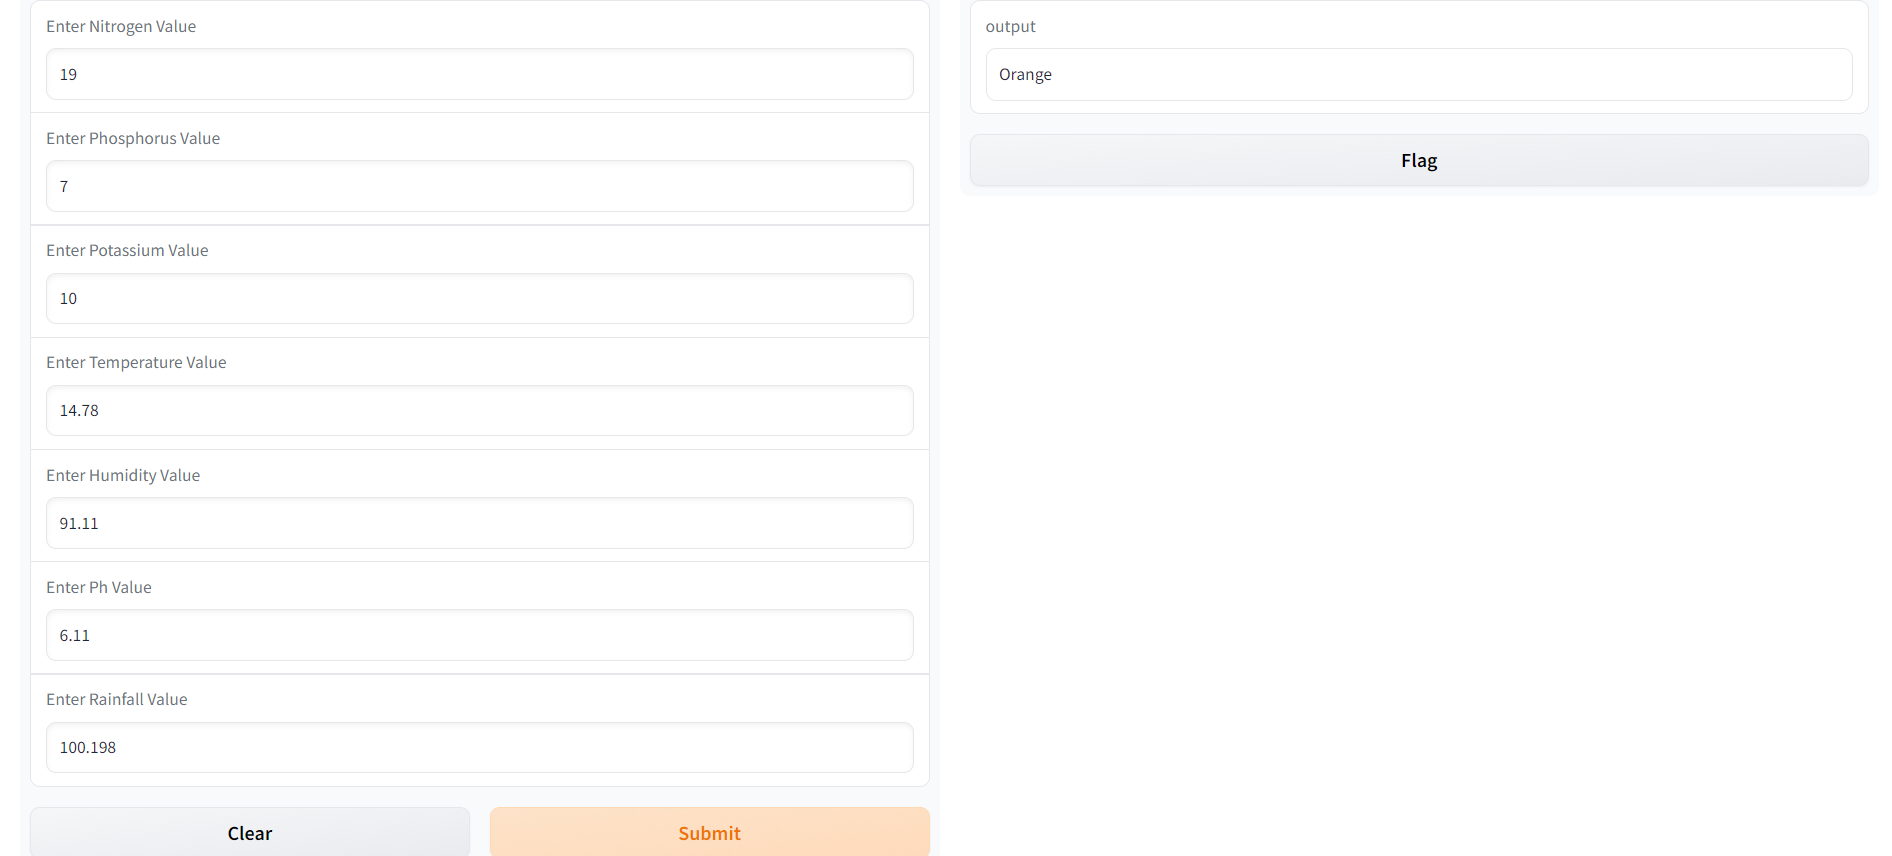 Enter Nitrogen Value
19
Enter Phosphorus Value
7
Enter Potassium Value
10
Enter Temperature Value
14.78
Enter Humidity Value
91.11
Enter Ph Value
6.11
Enter Rainfall Value
100.198
Clear
Submit
output
Orange
Flag